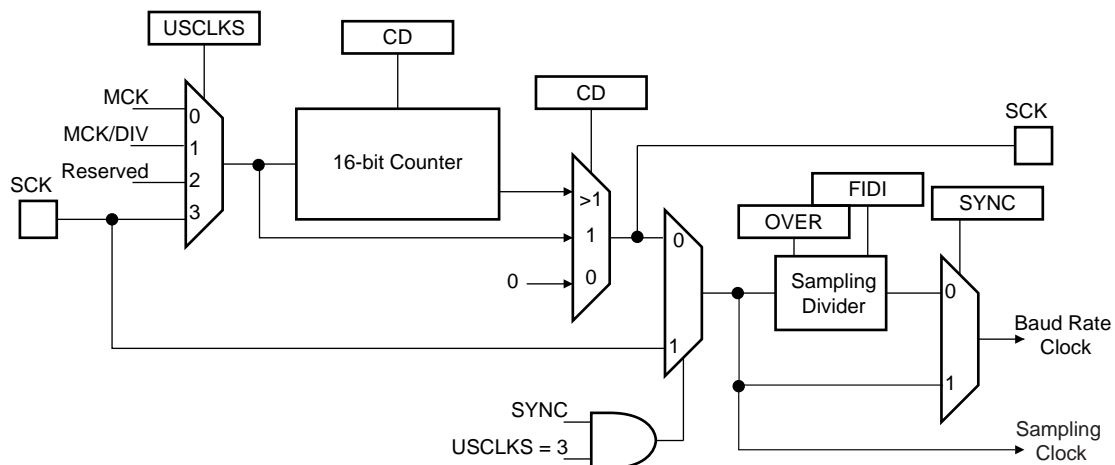 USCLKS
CD
CD
MCK
MCK/DIV
Reserved
SCK
0
1
2
3
16-bit Counter
>1
1
0
0
SCK
0
1
FIDI
OVER
SYNC
Sampling
Divider
0
1
Baud Rate
Clock
SYNC
USCLKS = 3
Sampling
Clock